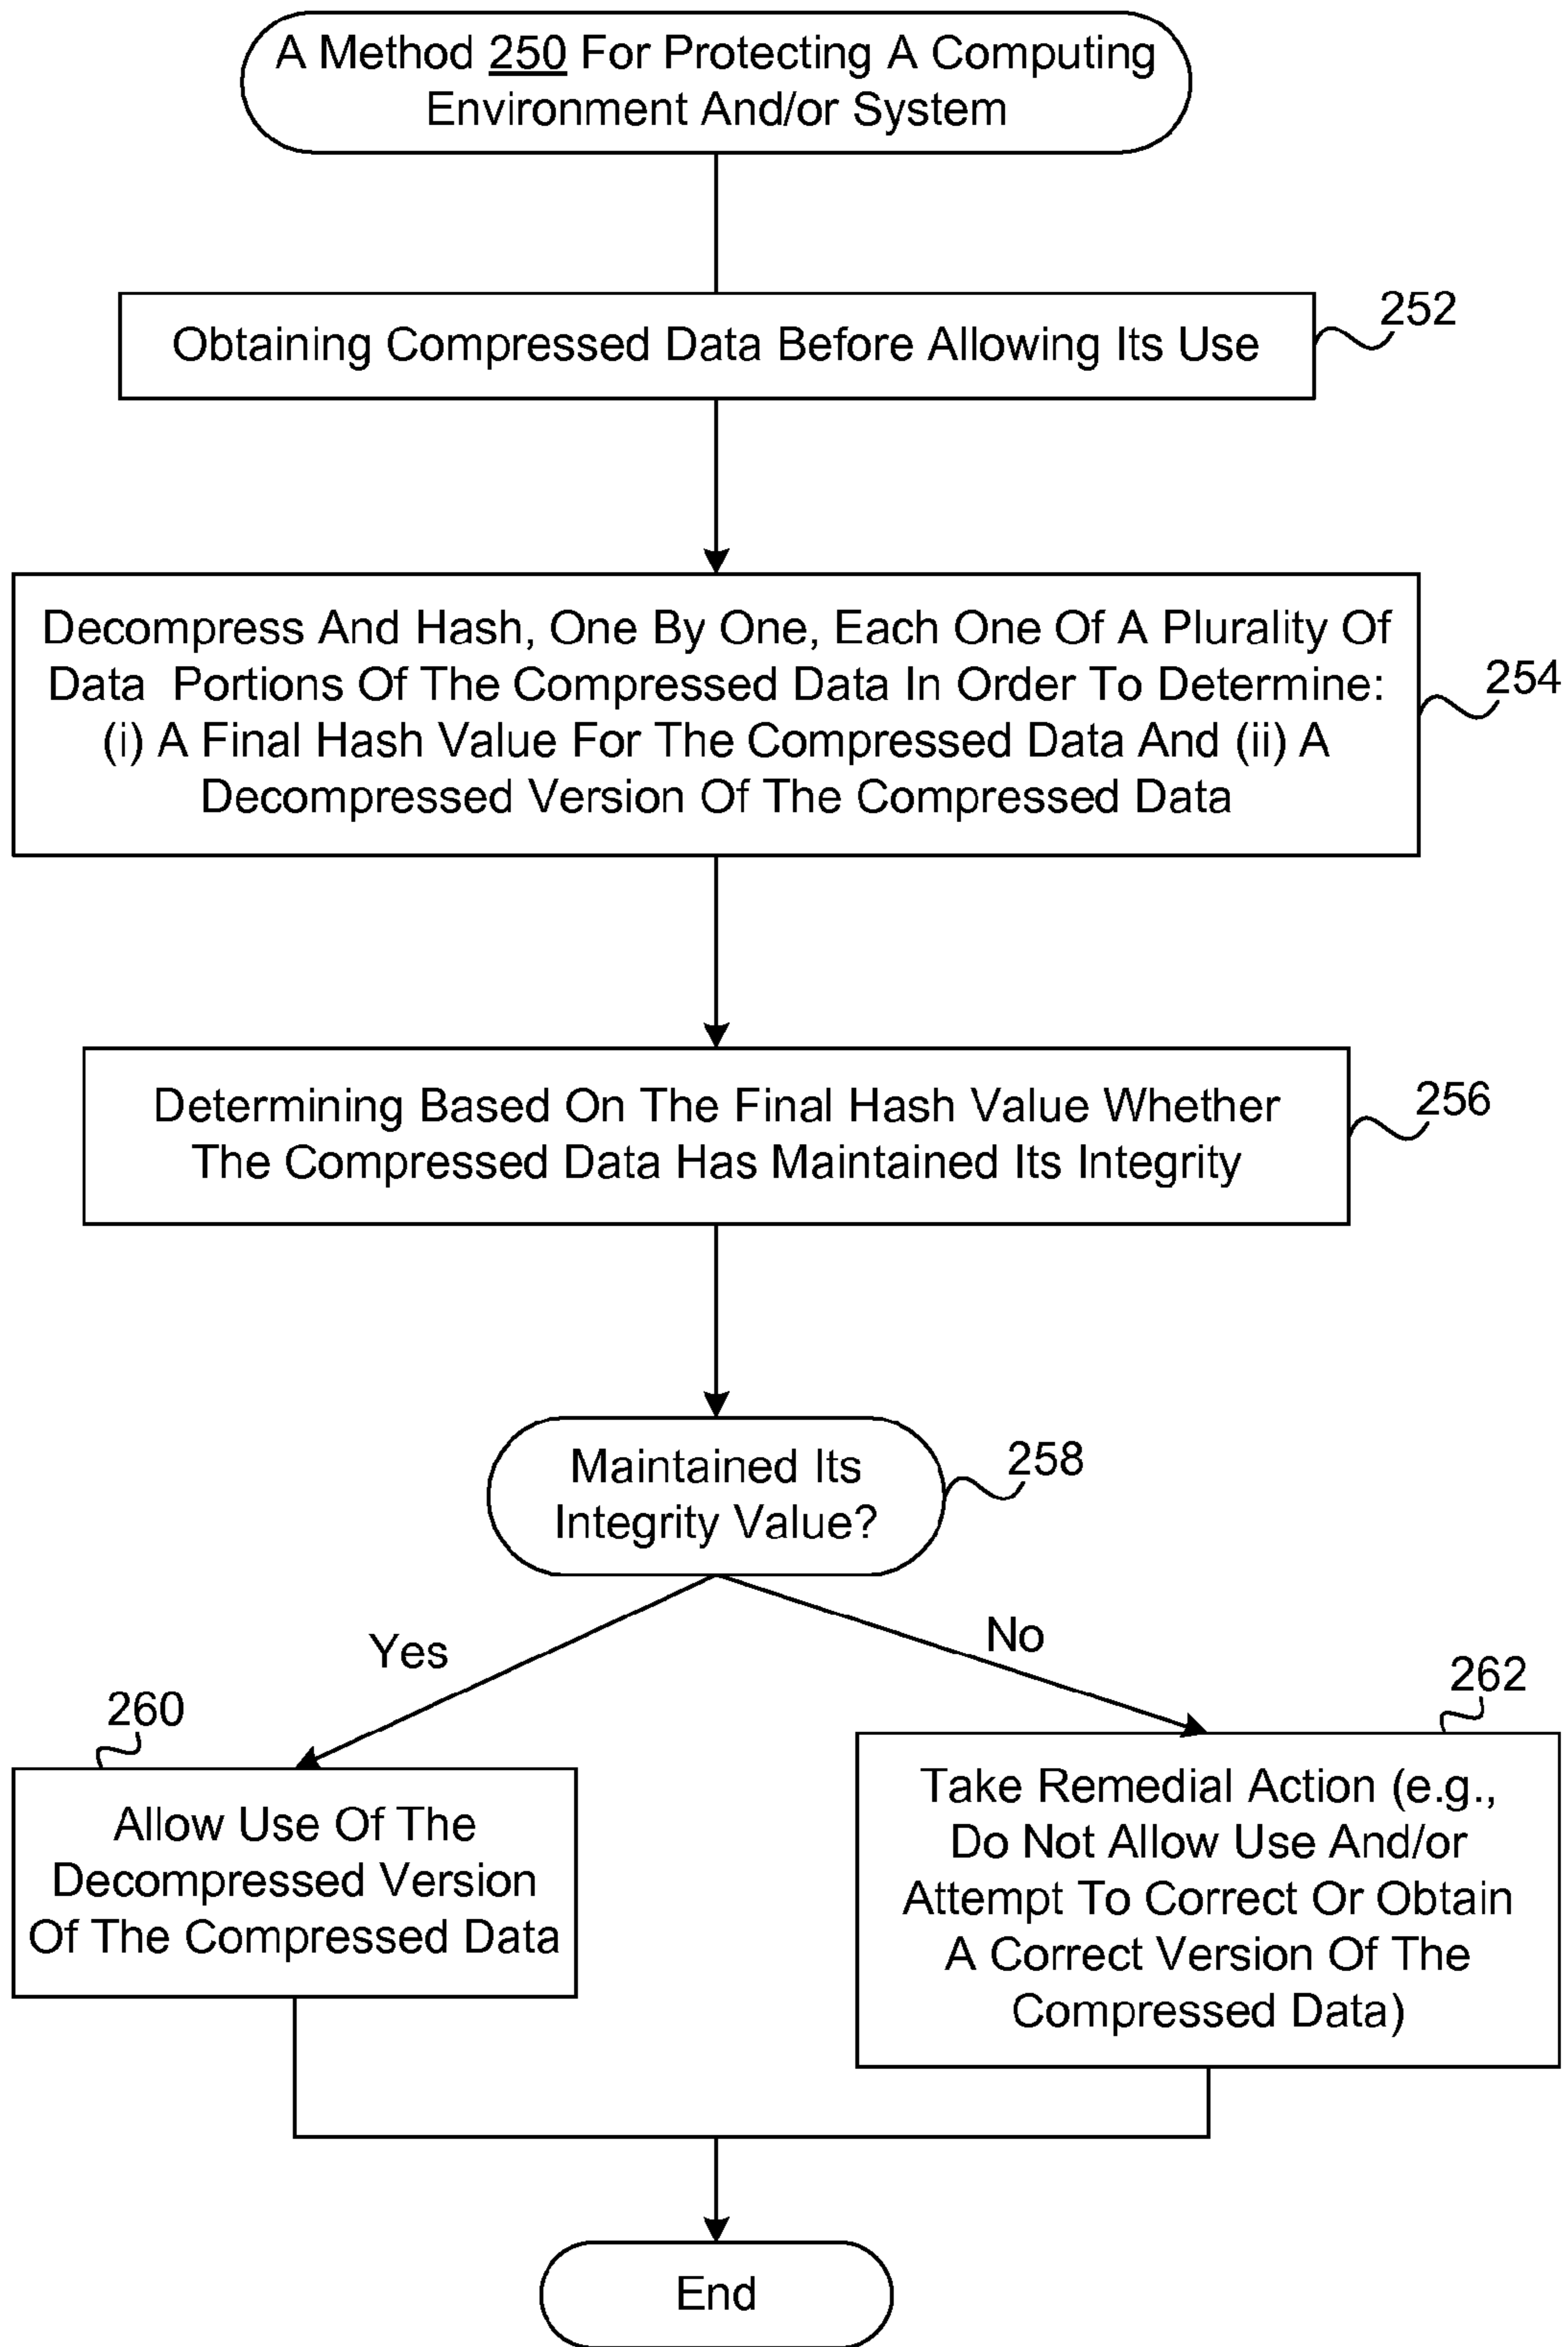 A Method 250 For Protecting A Computing
Environment And/or System
252
Obtaining Compressed Data Before Allowing Its Use
254
Decompress And Hash, One By One, Each One Of A Plurality Of
Data Portions Of The Compressed Data In Order To Determine:
(i) A Final Hash Value For The Compressed Data And (ii) A
Decompressed Version Of The Compressed Data
256
Determining Based On The Final Hash Value Whether
The Compressed Data Has Maintained Its Integrity
258
Maintained Its
Integrity Value?
Yes
No
260
262
Allow Use Of The
Decompressed Version
Of The Compressed Data
Take Remedial Action (e.g.,
Do Not Allow Use And/or
Attempt To Correct Or Obtain
A Correct Version Of The
Compressed Data)
End